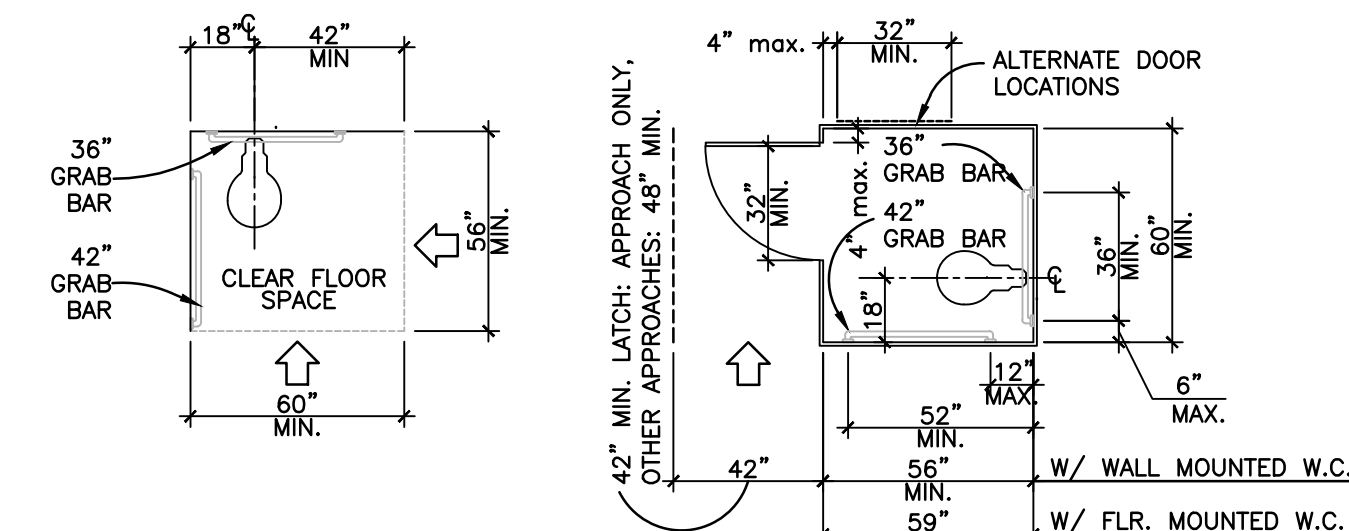 18"
℄
42"
MIN
36"
GRAB
BAR
42"
GRAB
BAR
CLEAR FLOOR
SPACE
56"
MIN.
60"
MIN.
42" MIN. LATCH: APPROACH ONLY,
OTHER APPROACHES: 48" MIN.
4" max.
32"
MIN.
ALTERNATE DOOR
LOCATIONS
32"
MIN.
4" max.
36"
GRAB BAR
42"
GRAB BAR
18"
℄
36"
MIN.
60"
MIN.
12"
MAX.
6"
MAX.
52"
MIN.
42"
56"
MIN.
W/ WALL MOUNTED W.C.
59"
W/ FLR. MOUNTED W.C.